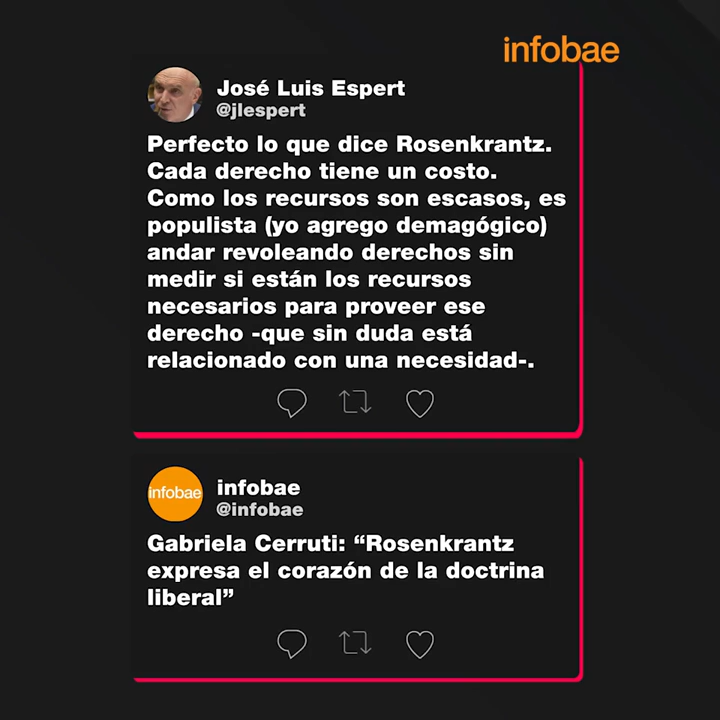 infobae
José Luis Espert
@jlespert
Perfecto lo que dice Rosenkrantz.
Cada derecho tiene un costo.
Como los recursos son escasos, es
populista (yo agrego demagógico)
andar revoleando derechos sin
medir si están los recursos
necesarios para proveer ese
derecho -que sin duda está
relacionado con una necesidad-.
infobae
infobae
@infobae
Gabriela Cerruti: “Rosenkrantz
expresa el corazón de la doctrina
liberal”